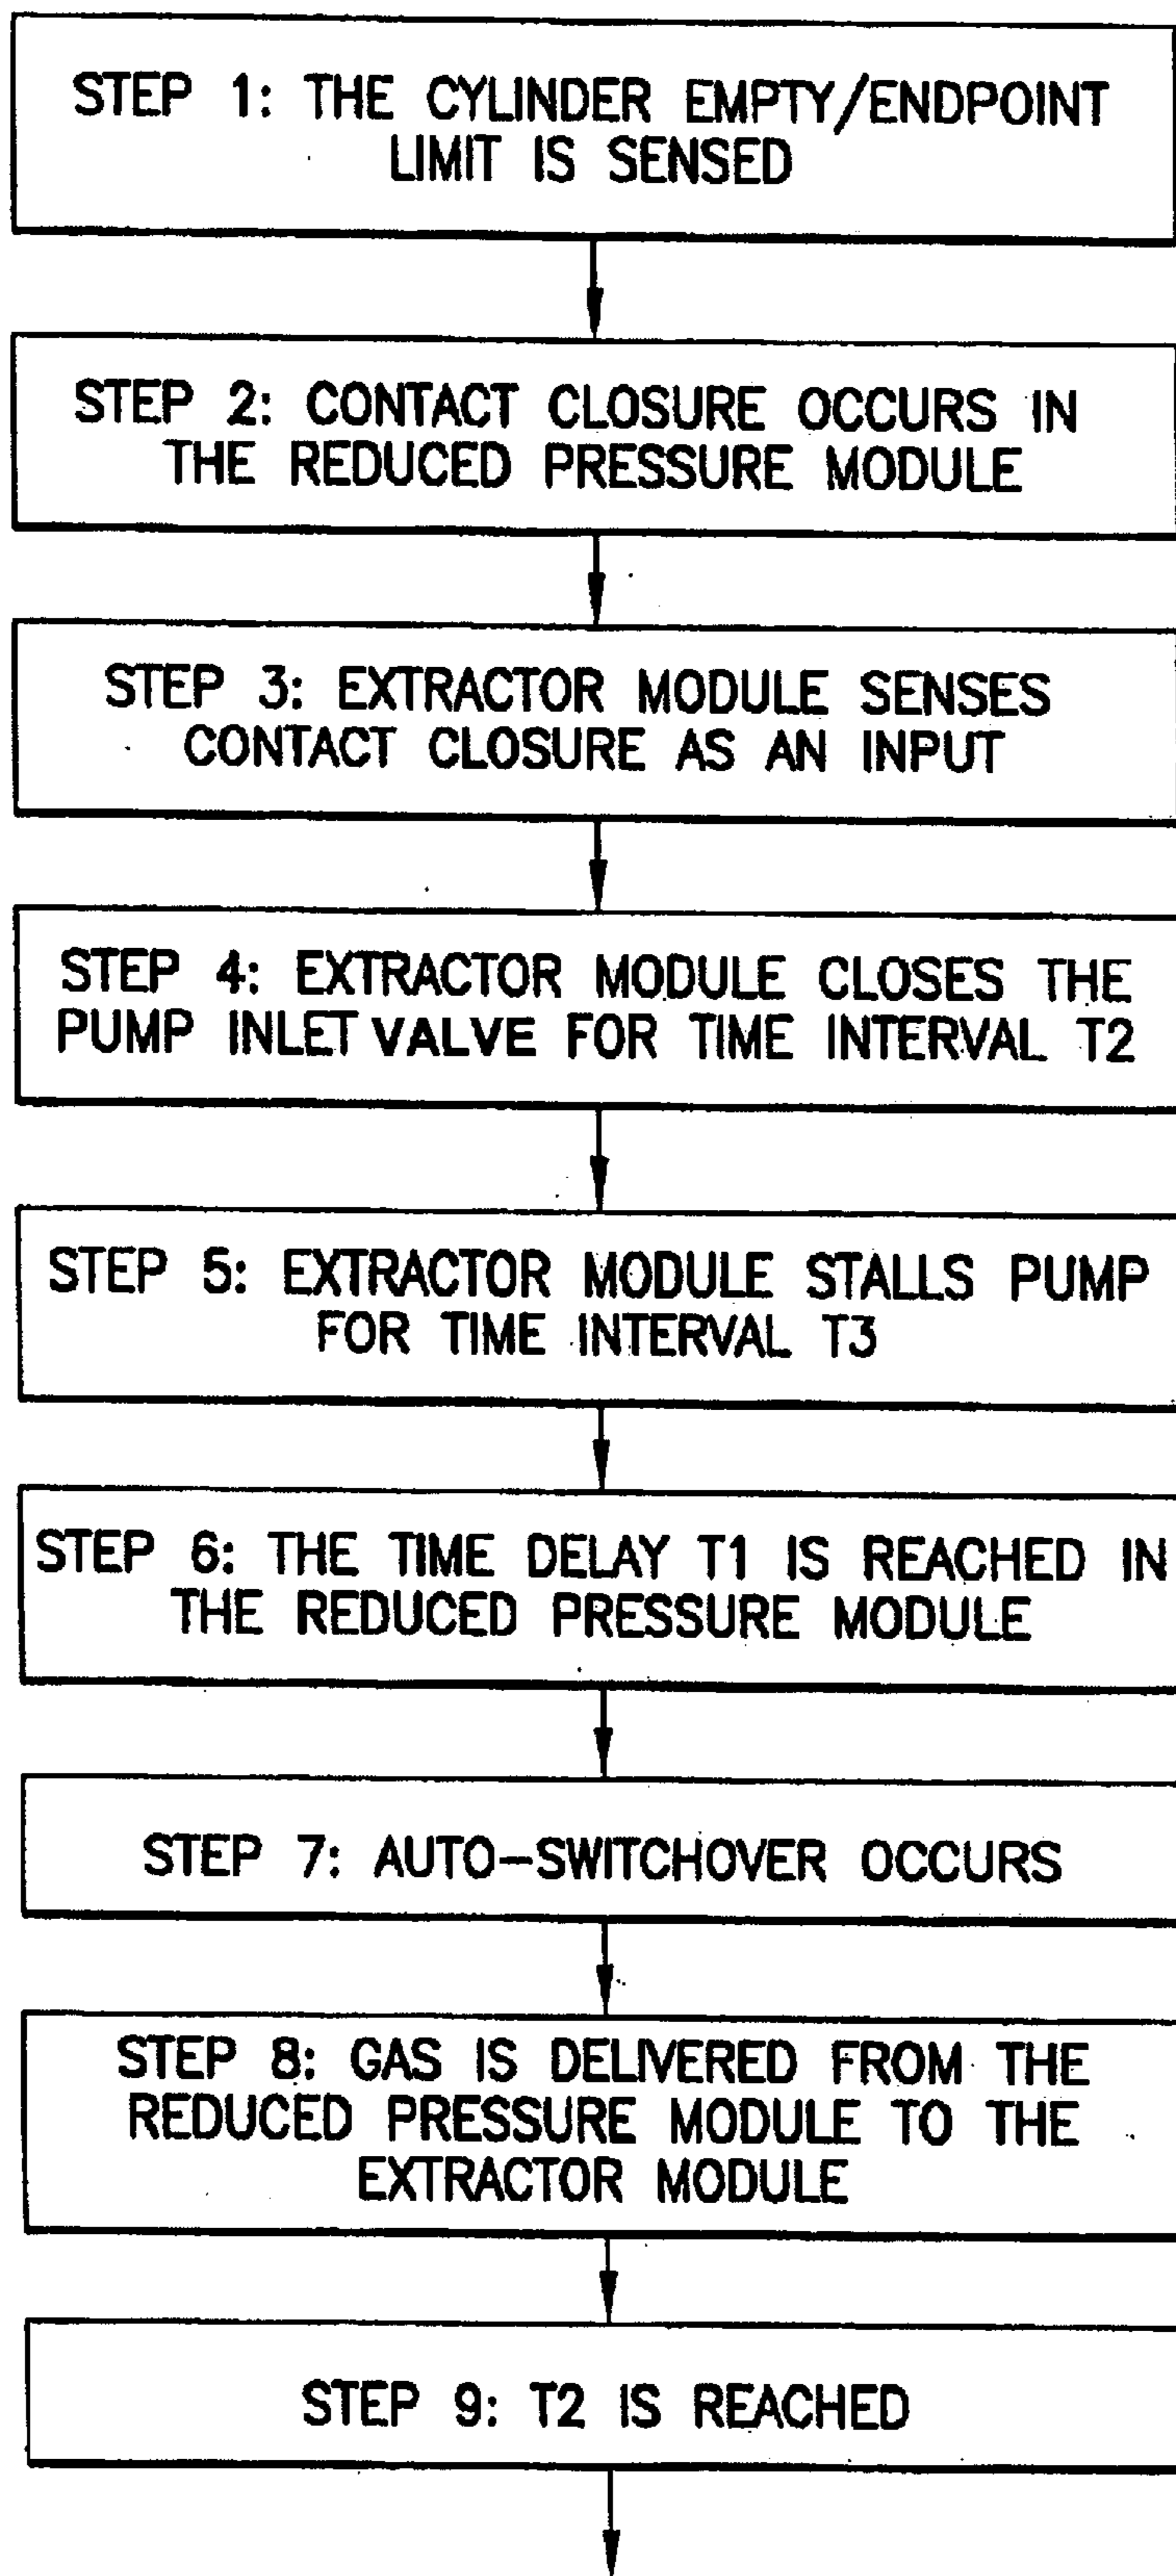 STEP 1: THE CYLINDER EMPTY/ENDPOINT
LIMIT IS SENSED
STEP 2: CONTACT CLOSURE OCCURS IN
THE REDUCED PRESSURE MODULE
STEP 3: EXTRACTOR MODULE SENSES
CONTACT CLOSURE AS AN INPUT
STEP 4: EXTRACTOR MODULE CLOSES THE
PUMP INLET VALVE FOR TIME INTERVAL T2
STEP 5: EXTRACTOR MODULE STALLS PUMP
FOR TIME INTERVAL T3
STEP 6: THE TIME DELAY T1 IS REACHED IN
THE REDUCED PRESSURE MODULE
STEP 7: AUTO-SWITCHOVER OCCURS
STEP 8: GAS IS DELIVERED FROM THE
REDUCED PRESSURE MODULE TO THE
EXTRACTOR MODULE
STEP 9: T2 IS REACHED